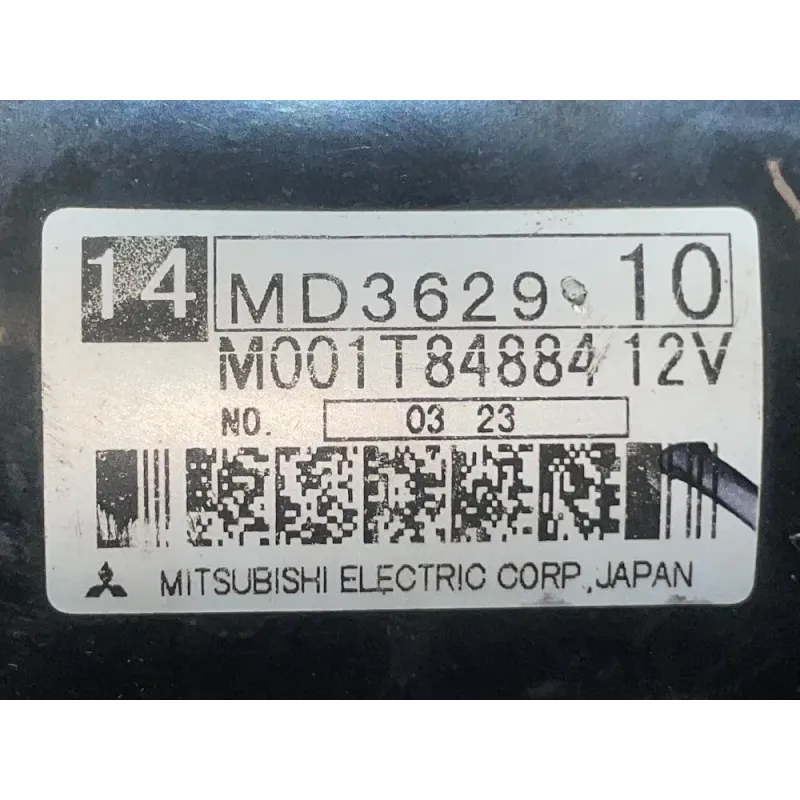 14 MD3629 10
M001T84884 12V
NO. 03 23
MITSUBISHI ELECTRIC CORP., JAPAN